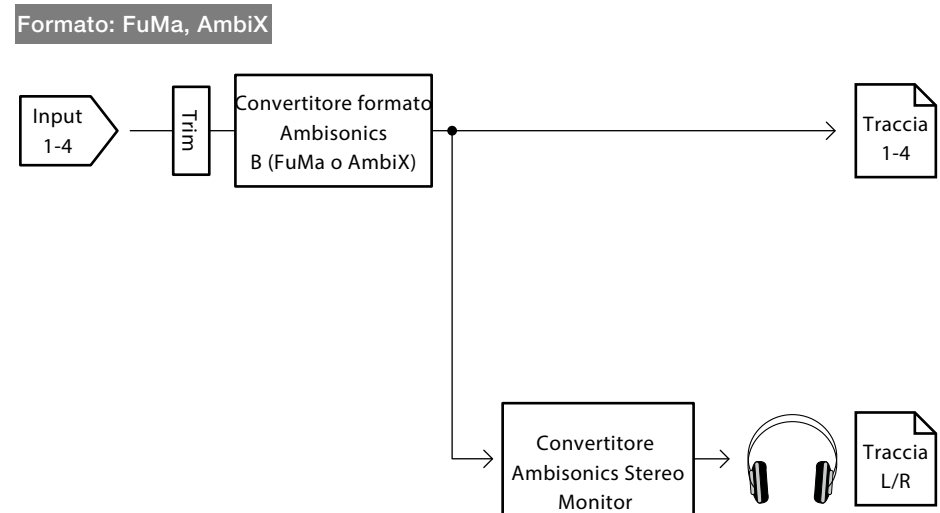 Formato: FuMa, AmbiX
Input
1-4
Trim
Convertitore formato
Ambisonics
B (FuMa o AmbiX)
Traccia
1-4
Convertitore
Ambisonics Stereo
Monitor
Traccia
L/R